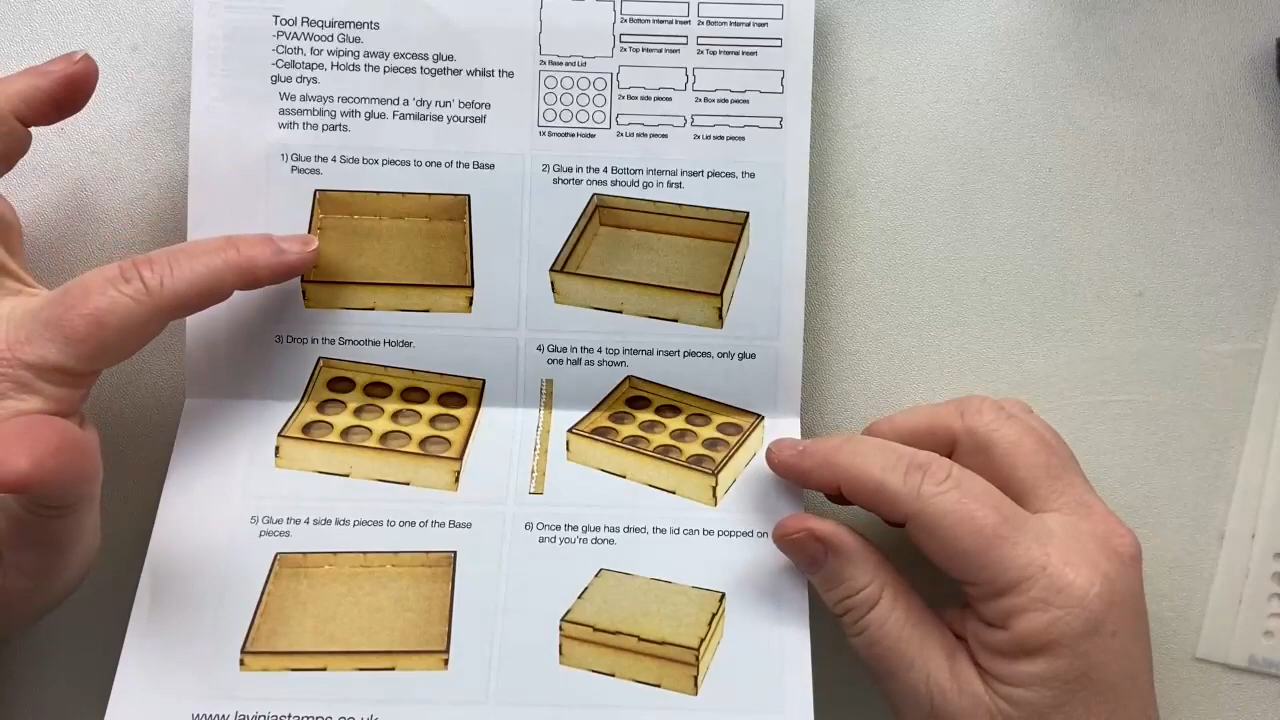 Tool Requirements
-PVA/Wood Glue.
-Cloth, for wiping away excess glue.
-Cellotape, Holds the pieces together whilst the
glue drys.
We always recommend a 'dry run' before
assembling with glue. Familarise yourself
with the parts.
2x Bottom Internal Insert
2x Bottom Internal Insert
2x Top Internal Insert
2x Top Internal Insert
2x Base and Lid
2x Box side pieces
2x Box side pieces
1X Smoothie Holder
2x Lid side pieces
2x Lid side pieces
1) Glue the 4 Side box pieces to one of the Base
Pieces.
2) Glue in the 4 Bottom internal insert pieces, the
shorter ones should go in first.
3) Drop in the Smoothie Holder.
4) Glue in the 4 top internal insert pieces, only glue
one half as shown.
5) Glue the 4 side lids pieces to one of the Base
pieces.
6) Once the glue has dried, the lid can be popped on
and you're done.
www.laviniastamps.co.uk